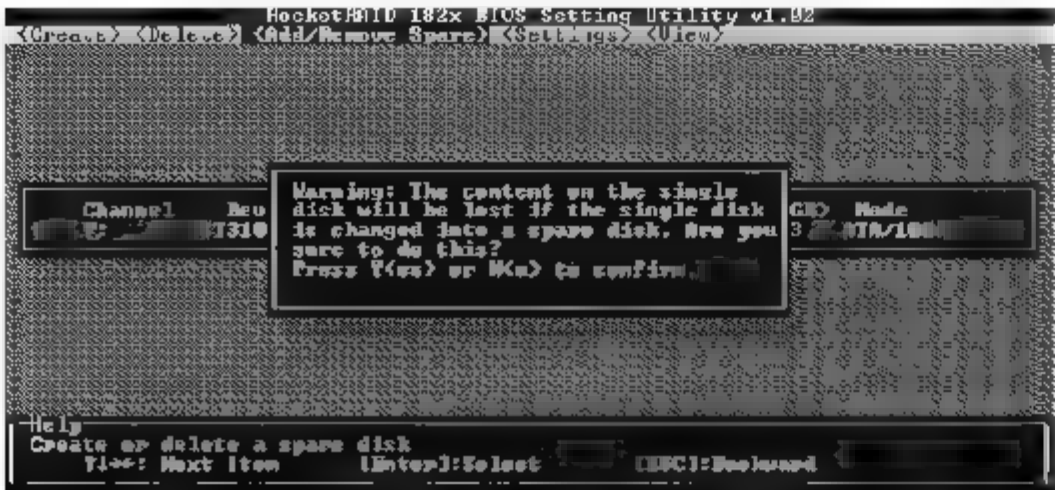 RocketRAID 182x BIOS Setting Utility v1.02
<Create> <Delete> <Add/Remove Spare> <Settings> <View>
Channel Mode
Warning: The content on the single
disk will be lost if the single disk
is changed into a spare disk. Are you
sure to do this?
Press Y(es) or N(o) to confirm.
Help
Create or delete a spare disk
Next Item [Enter]:Select [ESC]:Backward